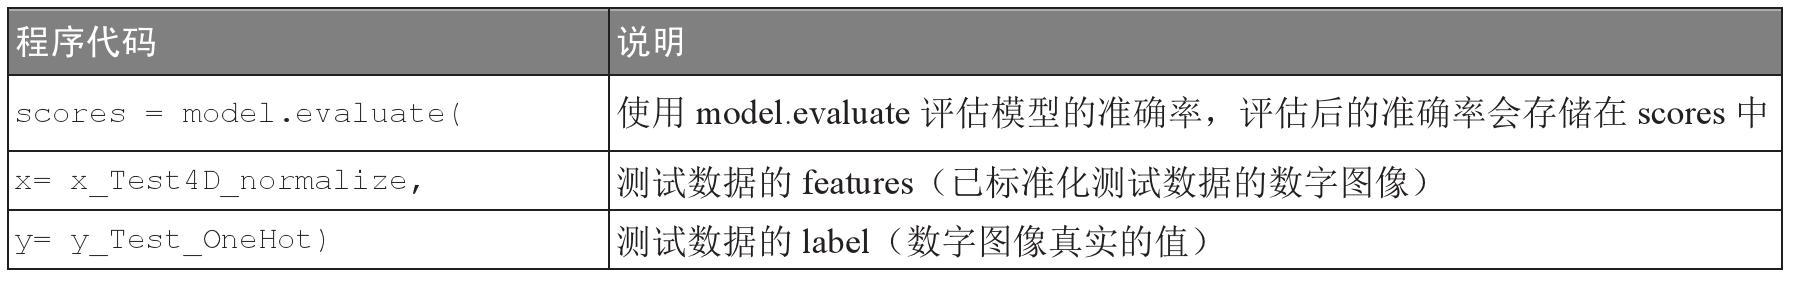 程序代码 说明
scores = model.evaluate( 使用 model.evaluate 评估模型的准确率，评估后的准确率会存储在 scores 中
x= x_Test4D_normalize, 测试数据的 features（已标准化测试数据的数字图像）
y= y_Test_OneHot) 测试数据的 label（数字图像真实的值）